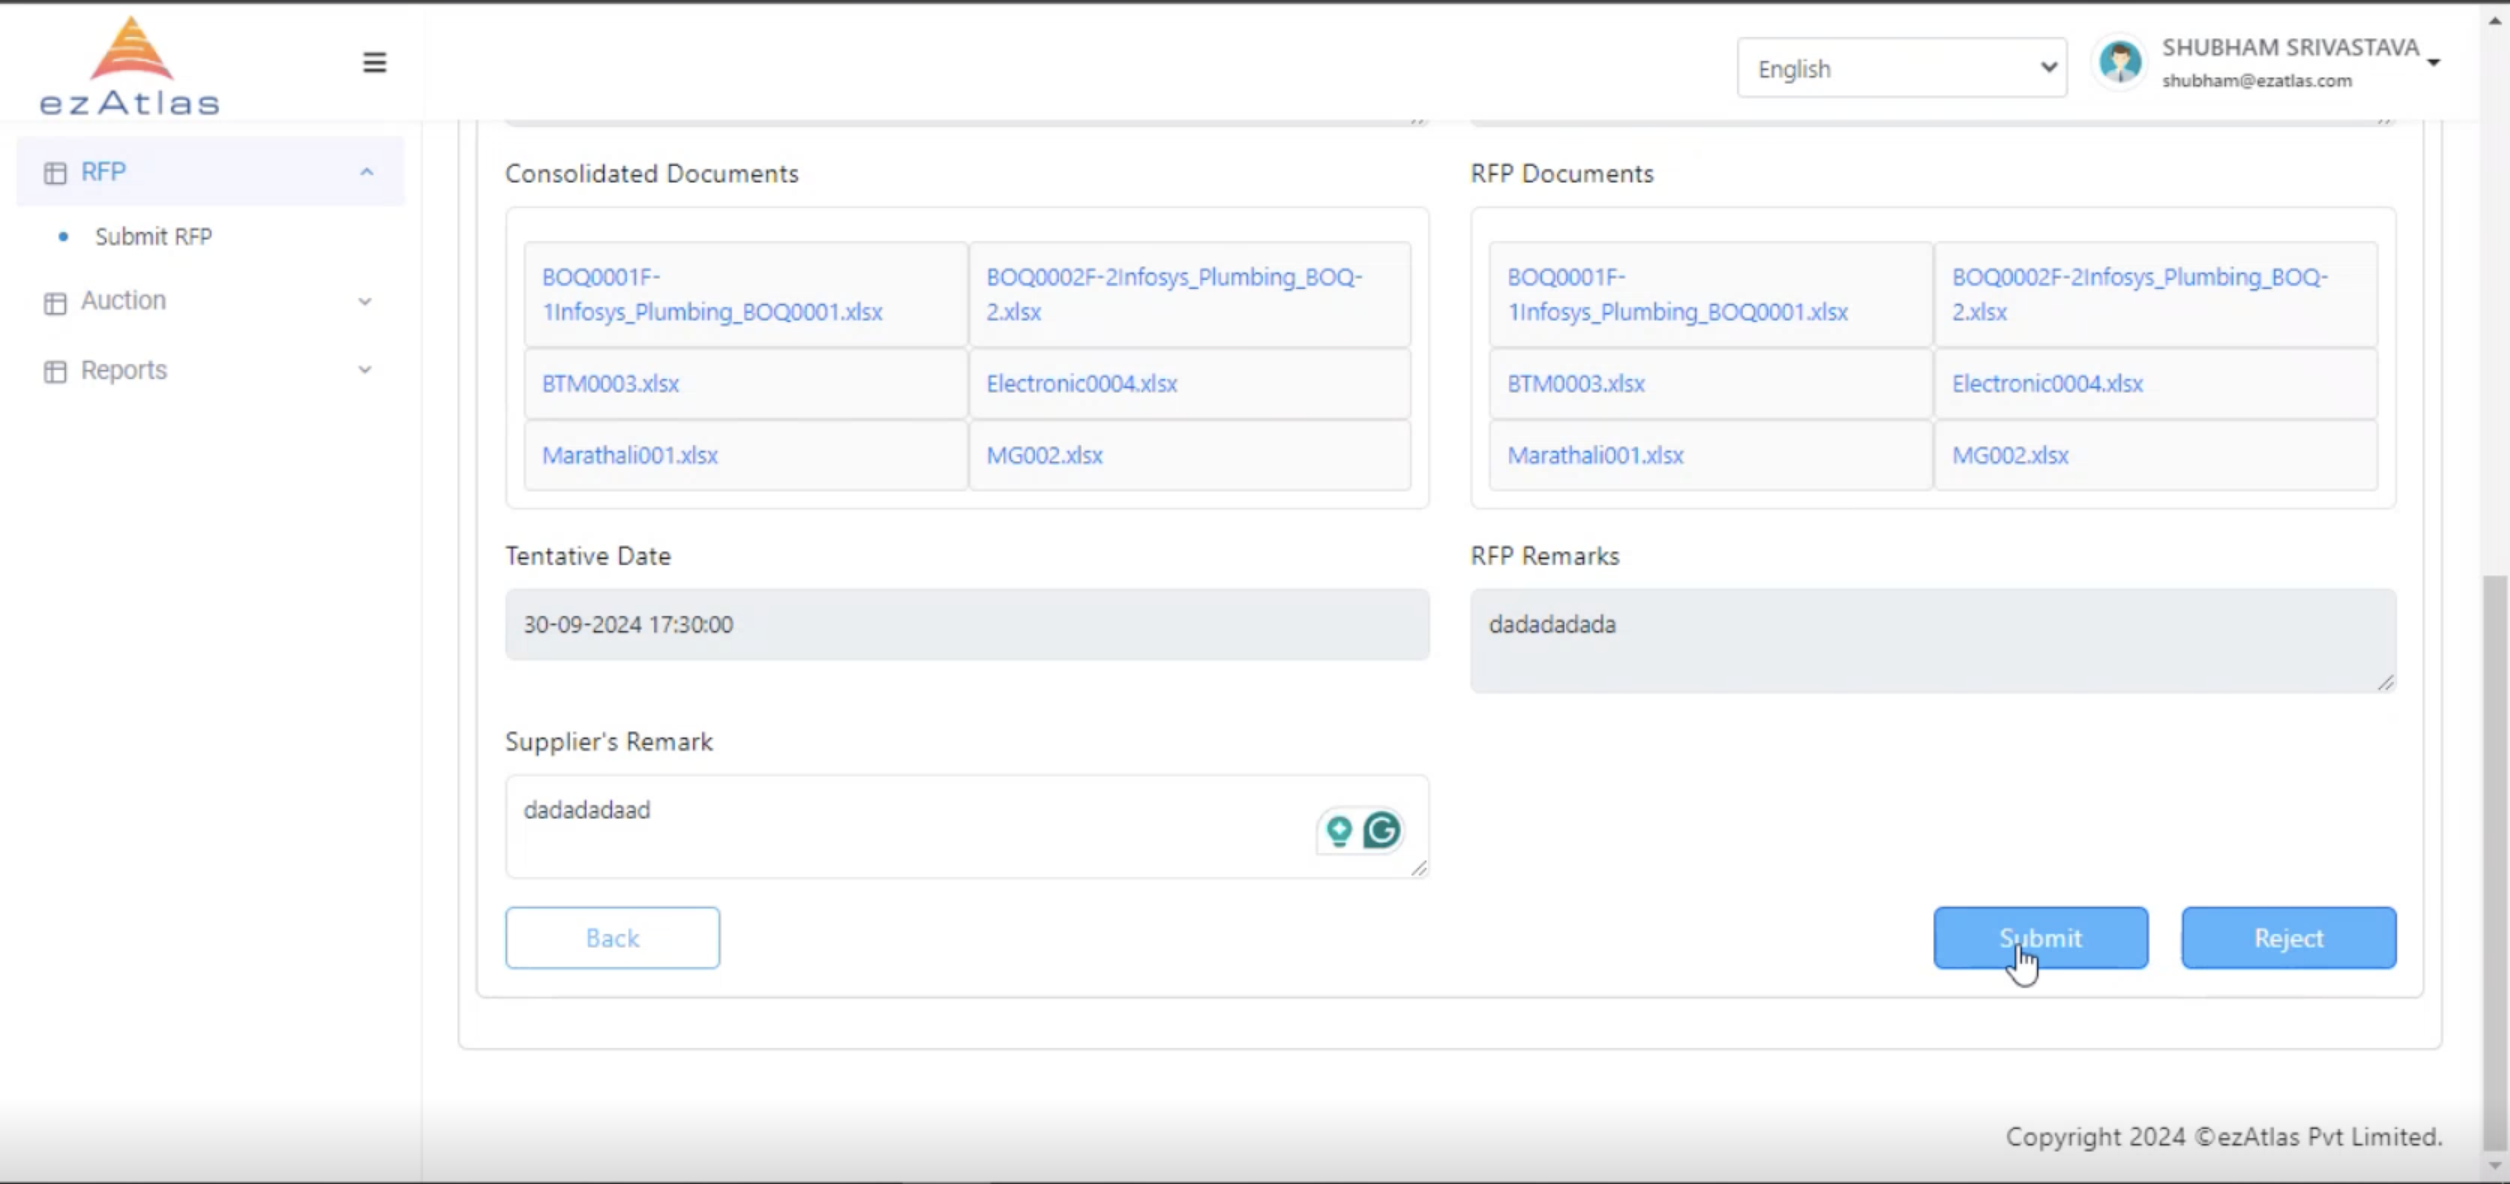 ezAtlas
English
SHUBHAM SRIVASTAVA
shubham@ezatlas.com
RFP
Submit RFP
Auction
Reports
Consolidated Documents
BOQ0001F-
1Infosys_Plumbing_BOQ0001.xlsx
BOQ0002F-2Infosys_Plumbing_BOQ-
2.xlsx
BTM0003.xlsx
Electronic0004.xlsx
Marathali001.xlsx
MG002.xlsx
RFP Documents
BOQ0001F-
1Infosys_Plumbing_BOQ0001.xlsx
BOQ0002F-2Infosys_Plumbing_BOQ-
2.xlsx
BTM0003.xlsx
Electronic0004.xlsx
Marathali001.xlsx
MG002.xlsx
Tentative Date
30-09-2024 17:30:00
RFP Remarks
dadadadada
Supplier's Remark
dadadadaad
Back
Submit
Reject
Copyright 2024 ©ezAtlas Pvt Limited.